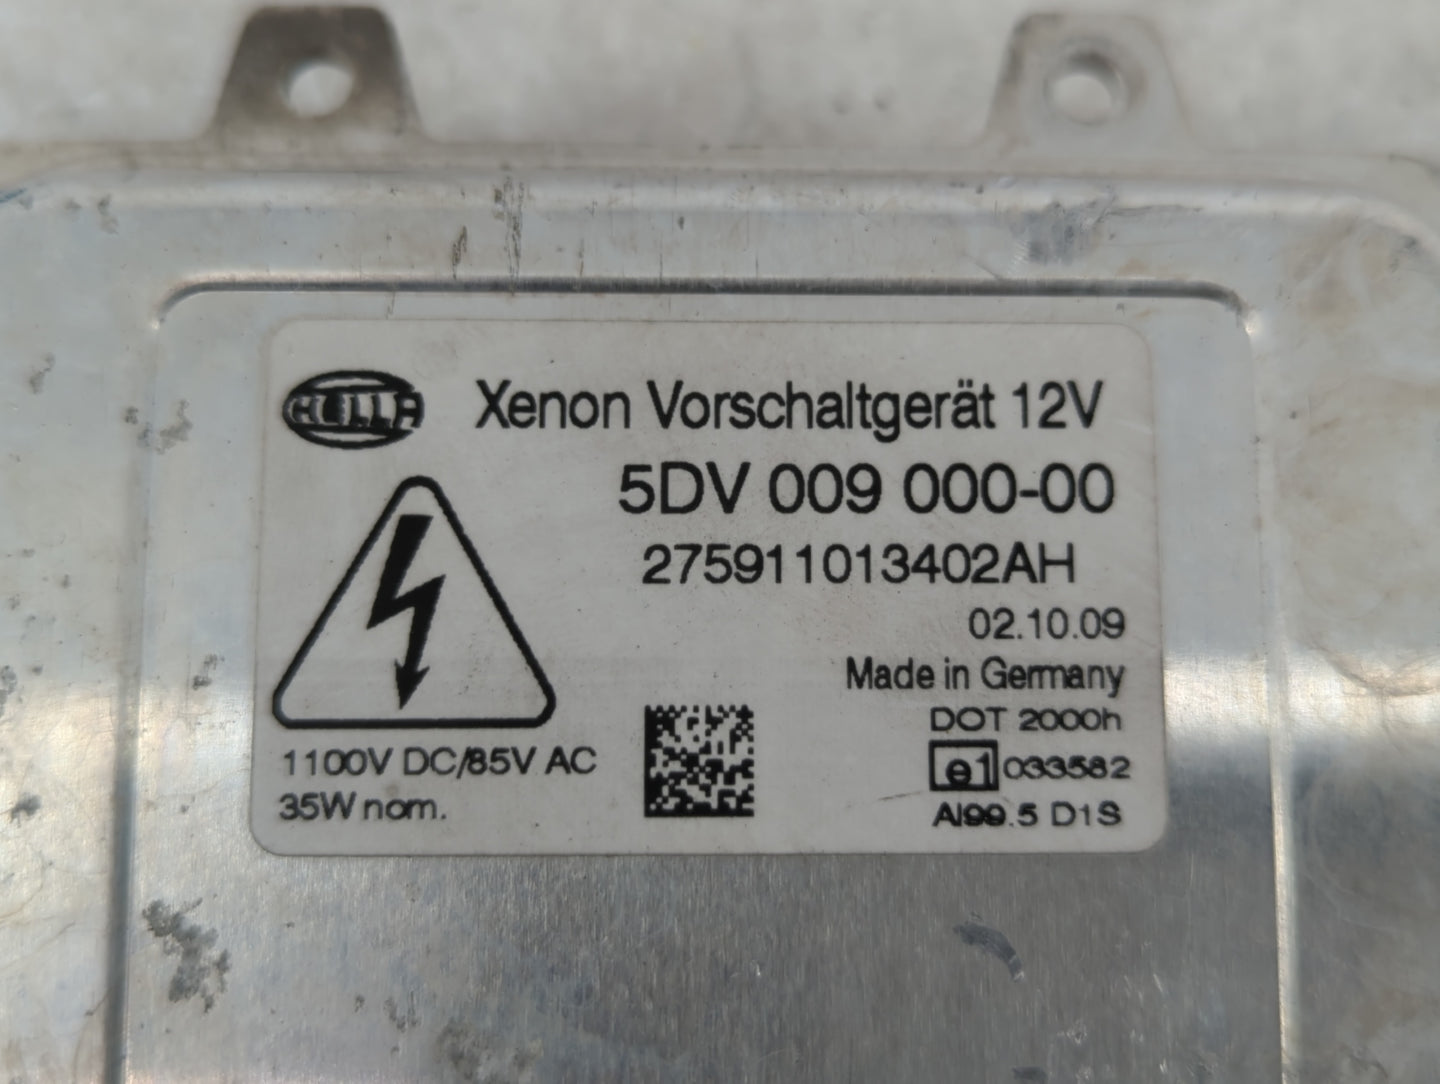 HELLA
Xenon Vorschaltgerät 12V
5DV 009 000-00
275911013402AH
02.10.09
Made in Germany
DOT 2000h
e1 033582
Al99.5 D1S
1100V DC/85V AC
35W nom.